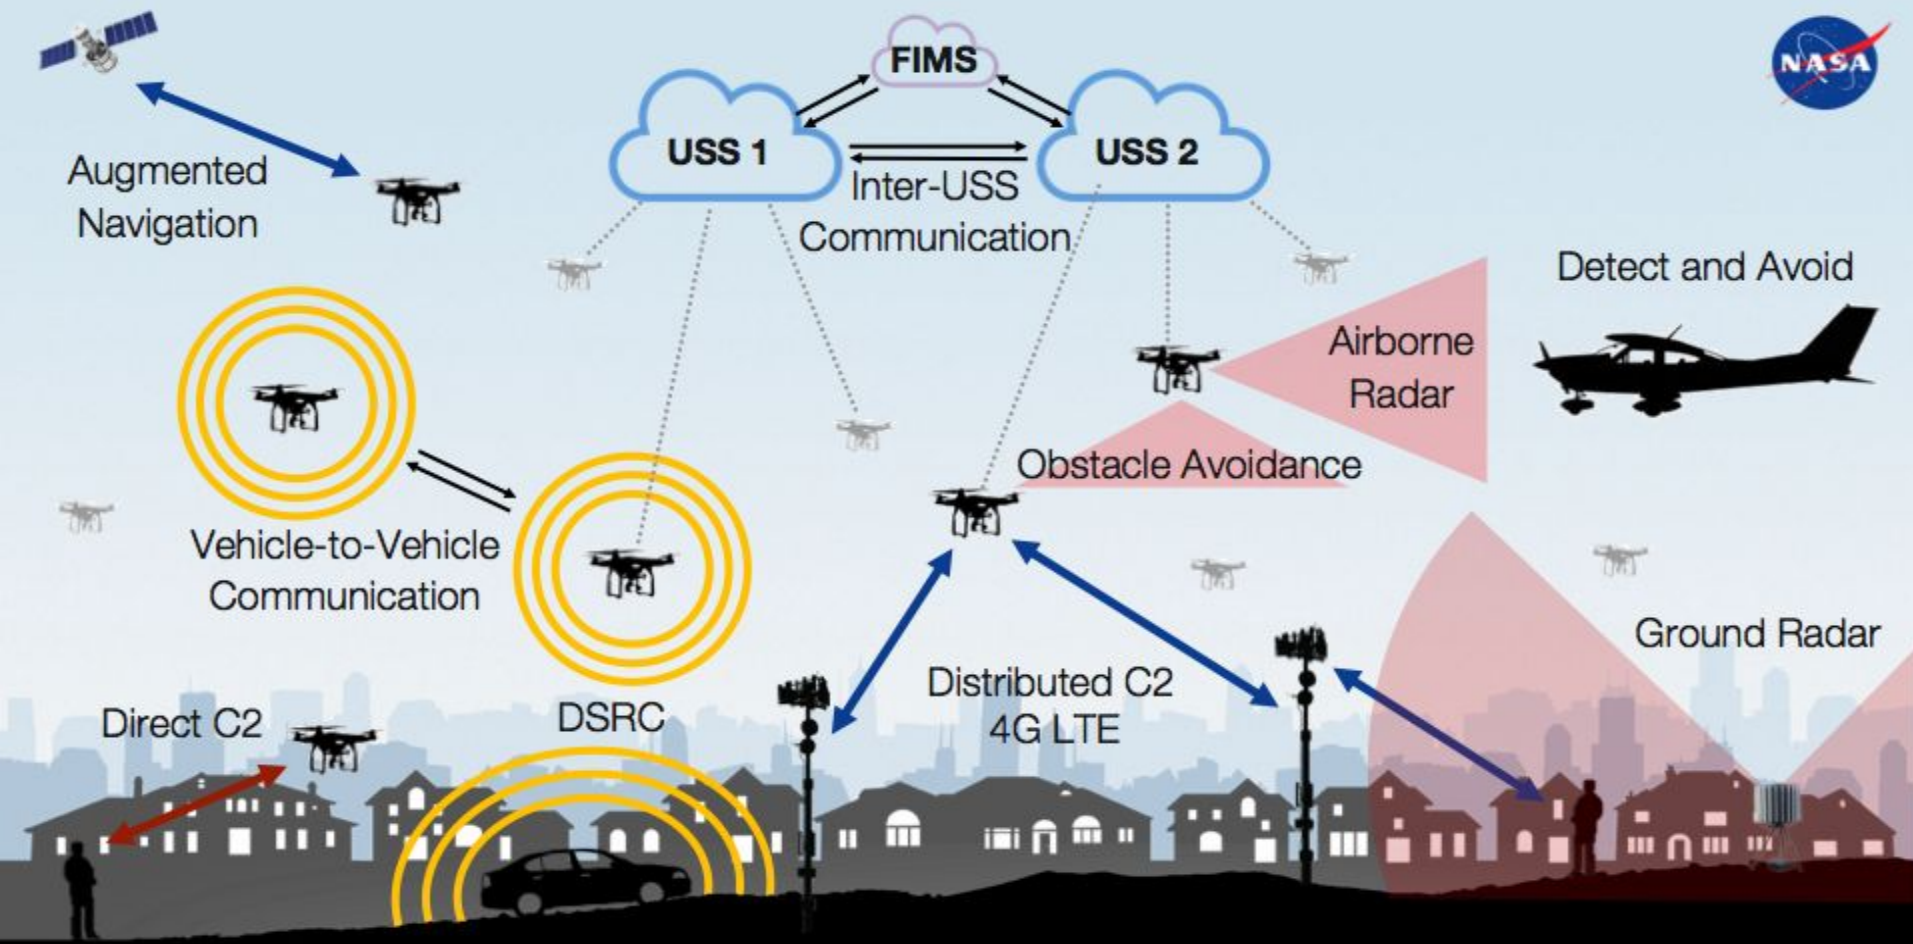 FIMS
NASA
USS 1
USS 2
Augmented
Navigation
Inter-USS
Communication
Detect and Avoid
Airborne
Radar
Obstacle Avoidance
Vehicle-to-Vehicle
Communication
Ground Radar
Distributed C2
4G LTE
Direct C2
DSRC